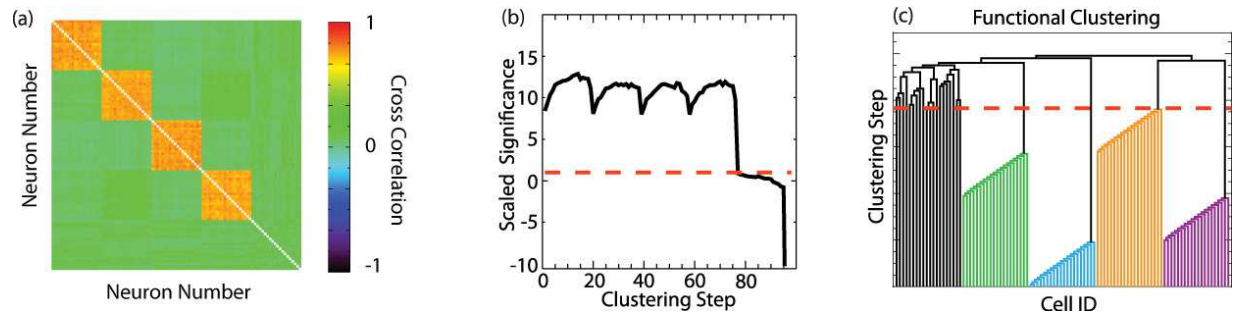 (a)
Neuron Number
Neuron Number
1
0
-1
Cross Correlation
(b)
Scaled Significance
15
10
5
0
-5
-10
0 20 40 60 80
Clustering Step
(c)
Functional Clustering
Clustering Step
Cell ID